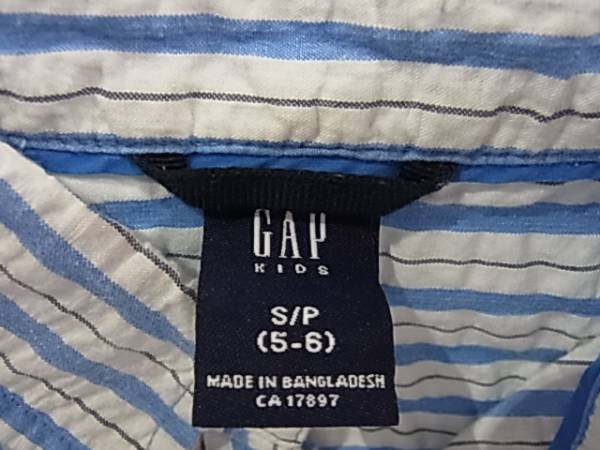 GAP
KIDS
S/P
(5-6)
MADE IN BANGLADESH
CA 17897